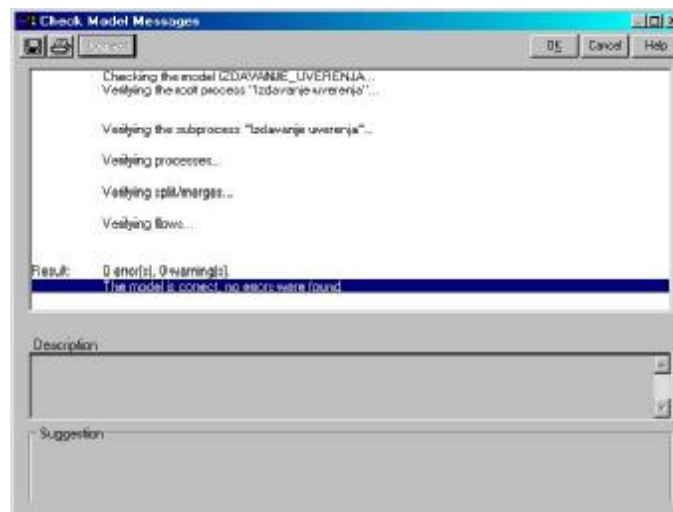 Check Model Messages
Correct
OK Cancel Help
Checking the model IZDAVANJE_UVERENJA...
Verifying the root process "Izdavanje uverenja"...
Verifying the subprocess "Izdavanje uverenja"...
Verifying processes...
Verifying split/merges...
Verifying flows...
Result: 0 error(s), 0 warning(s).
The model is correct, no errors were found.
Description
Suggestion